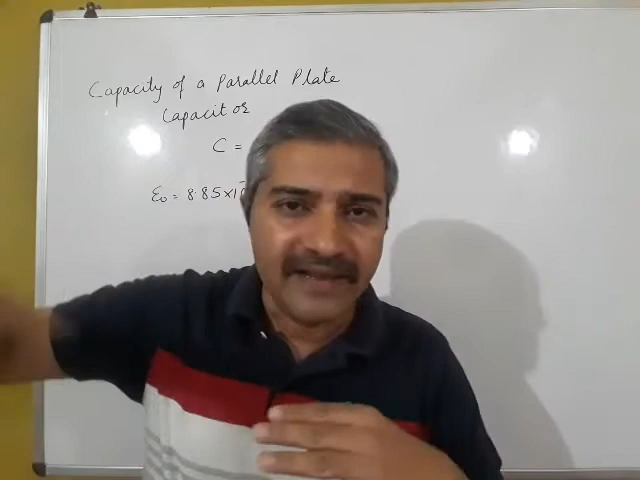 Capacity of a Parallel Plate
Capacitor
C =
ε₀ = 8.85×10